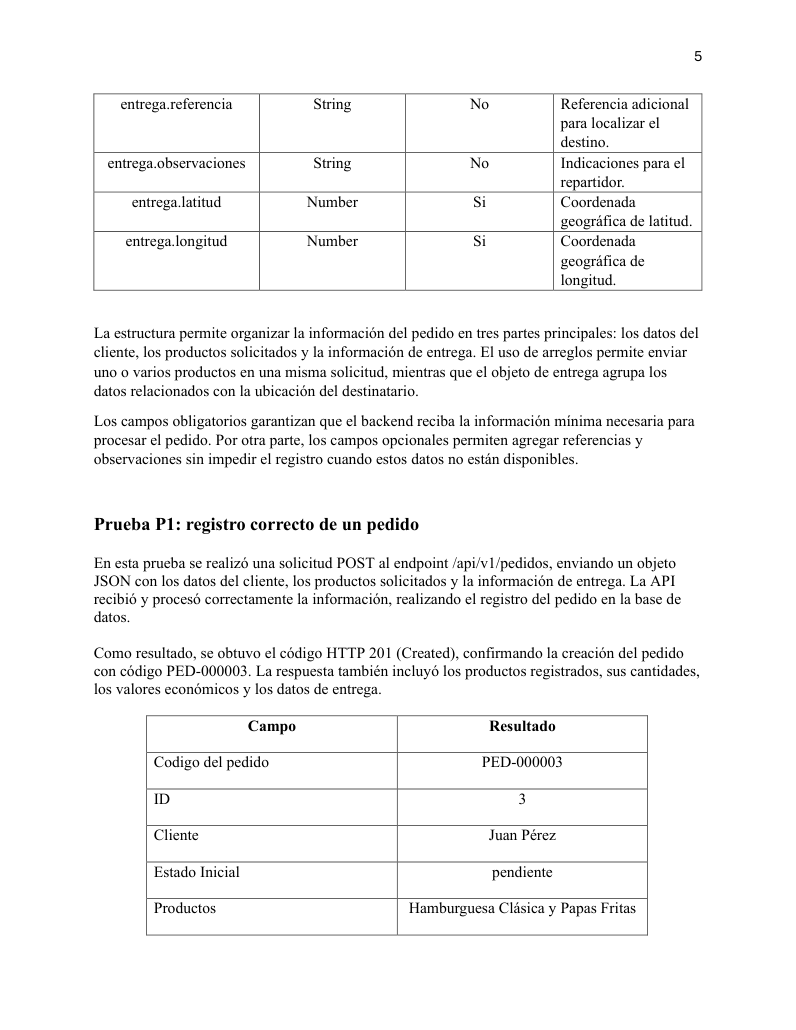 5
entrega.referencia String No Referencia adicional
para localizar el
destino.
entrega.observaciones String No Indicaciones para el
repartidor.
entrega.latitud Number Si Coordenada
geográfica de latitud.
entrega.longitud Number Si Coordenada
geográfica de
longitud.
La estructura permite organizar la información del pedido en tres partes principales: los datos del
cliente, los productos solicitados y la información de entrega. El uso de arreglos permite enviar
uno o varios productos en una misma solicitud, mientras que el objeto de entrega agrupa los
datos relacionados con la ubicación del destinatario.
Los campos obligatorios garantizan que el backend reciba la información mínima necesaria para
procesar el pedido. Por otra parte, los campos opcionales permiten agregar referencias y
observaciones sin impedir el registro cuando estos datos no están disponibles.
Prueba P1: registro correcto de un pedido
En esta prueba se realizó una solicitud POST al endpoint /api/v1/pedidos, enviando un objeto
JSON con los datos del cliente, los productos solicitados y la información de entrega. La API
recibió y procesó correctamente la información, realizando el registro del pedido en la base de
datos.
Como resultado, se obtuvo el código HTTP 201 (Created), confirmando la creación del pedido
con código PED-000003. La respuesta también incluyó los productos registrados, sus cantidades,
los valores económicos y los datos de entrega.
Campo Resultado
Codigo del pedido PED-000003
ID 3
Cliente Juan Pérez
Estado Inicial pendiente
Productos Hamburguesa Clásica y Papas Fritas